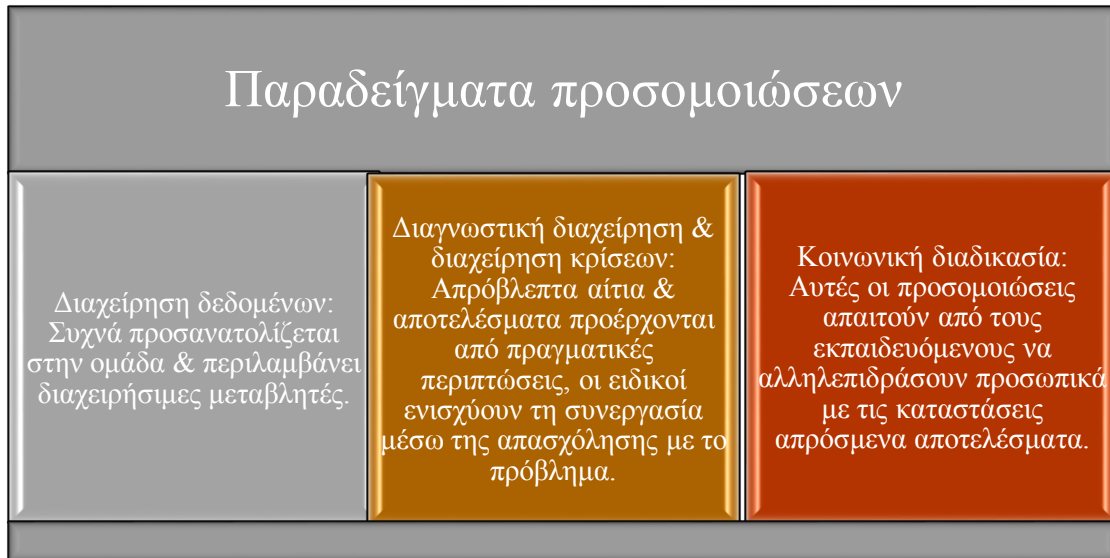 Παραδείγματα προσομοιώσεων
Διαχείρηση δεδομένων:
Συχνά προσανατολίζεται
στην ομάδα & περιλαμβάνει
διαχειρήσιμες μεταβλητές.
Διαγνωστική διαχείρηση &
διαχείρηση κρίσεων:
Απρόβλεπτα αίτια &
αποτελέσματα προέρχονται
από πραγματικές
περιπτώσεις, οι ειδικοί
ενισχύουν τη συνεργασία
μέσω της απασχόλησης με το
πρόβλημα.
Κοινωνική διαδικασία:
Αυτές οι προσομοιώσεις
απαιτούν από τους
εκπαιδευόμενους να
αλληλεπιδράσουν προσωπικά
με τις καταστάσεις
απρόσμενα αποτελέσματα.